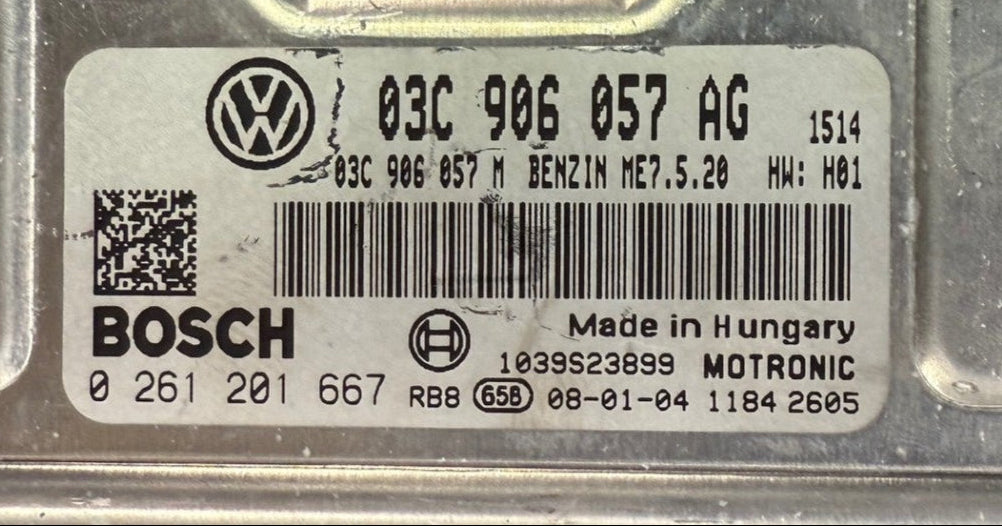 03C 906 057 AG 1514
03C 906 057 M BENZIN ME7.5.20 HW: H01
BOSCH Made in Hungary
1039S23899 MOTRONIC
0 261 201 667 RB8 65B 08-01-04 1184 2605